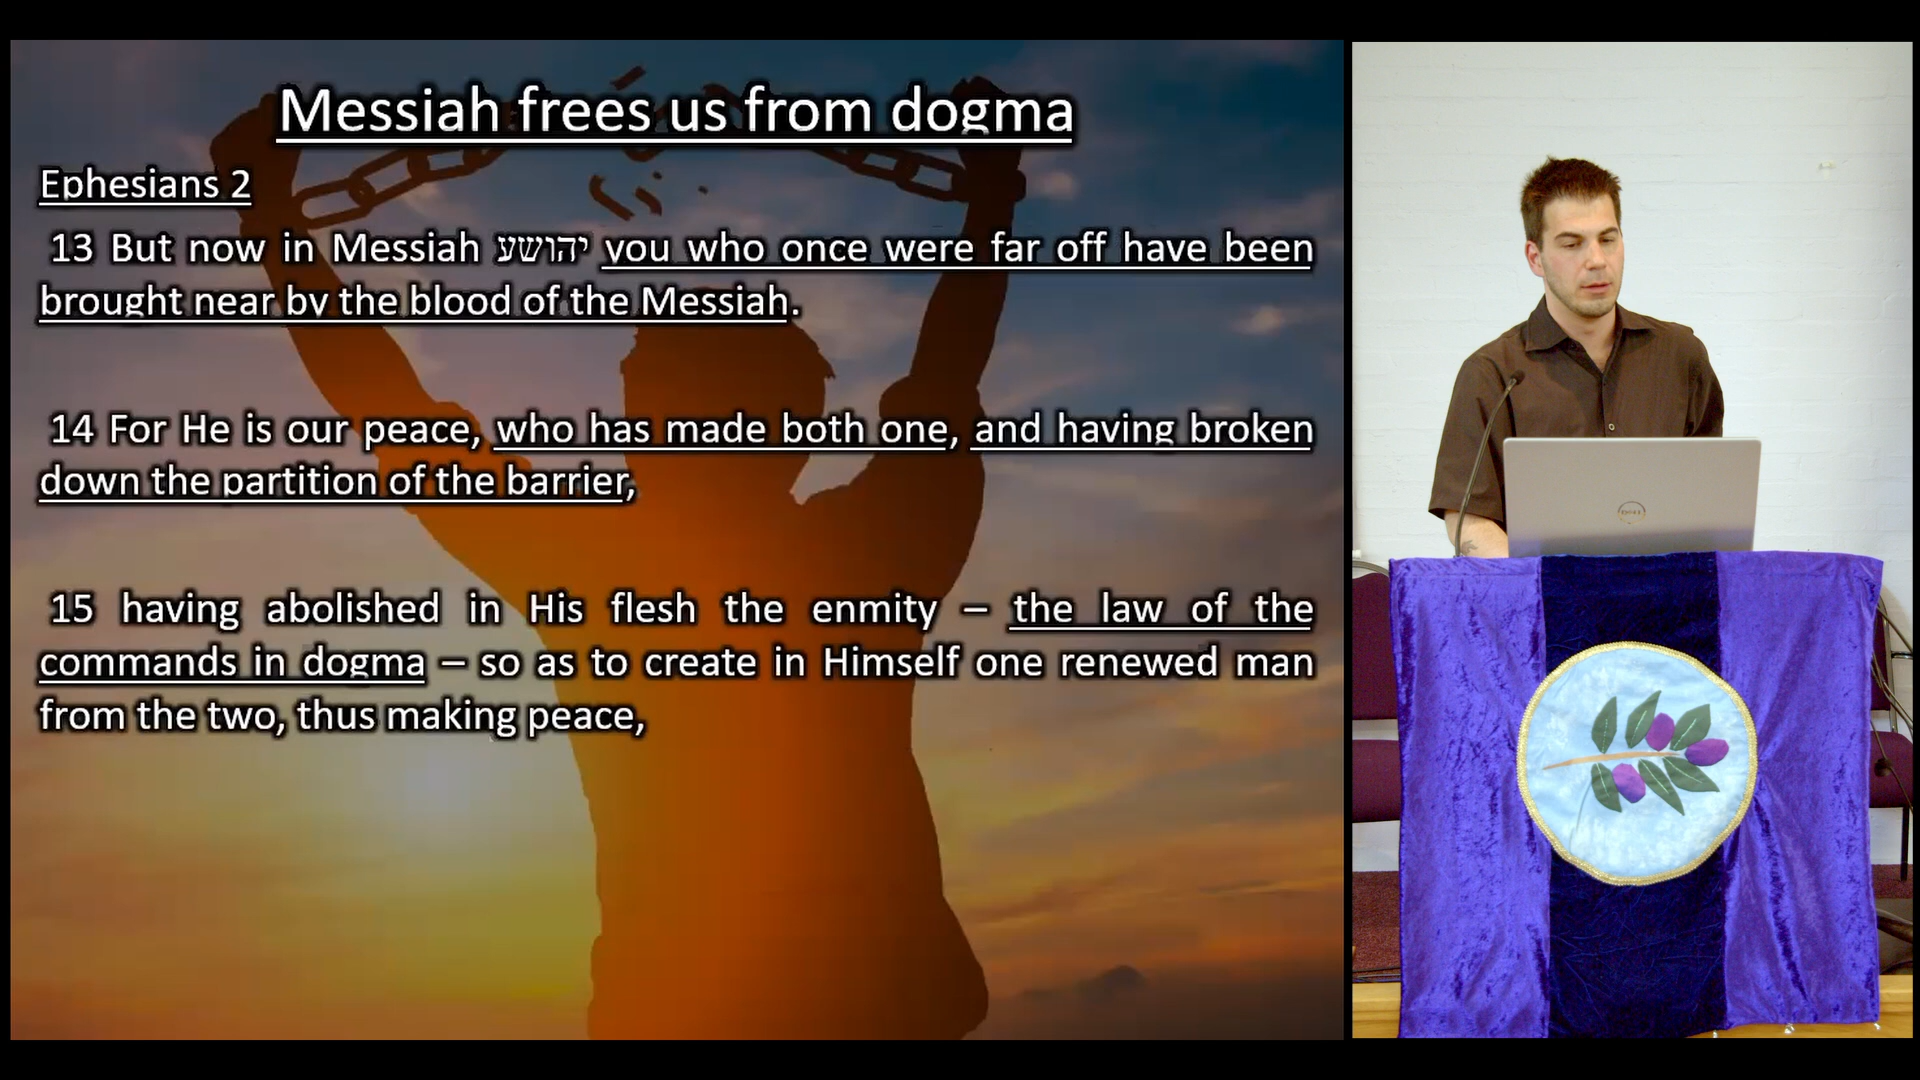 Messiah frees us from dogma
Ephesians 2
13 But now in Messiah יהושע you who once were far off have been
brought near by the blood of the Messiah.
14 For He is our peace, who has made both one, and having broken
down the partition of the barrier,
15 having abolished in His flesh the enmity – the law of the
commands in dogma – so as to create in Himself one renewed man
from the two, thus making peace,
DELL